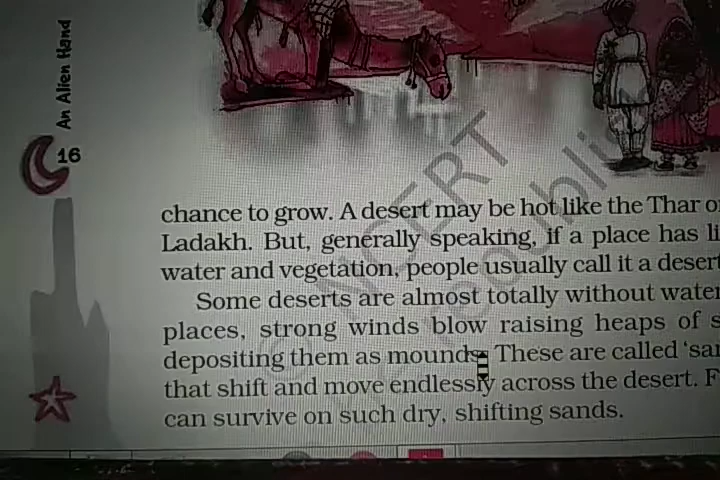 An Alien Hand
16
chance to grow. A desert may be hot like the Thar
Ladakh. But, generally speaking, if a place has
water and vegetation, people usually call it a desert
Some deserts are almost totally without water
places, strong winds blow raising heaps of
depositing them as mounds. These are called
that shift and move endlessly across the desert.
can survive on such dry, shifting sands.
© NCERT
republi